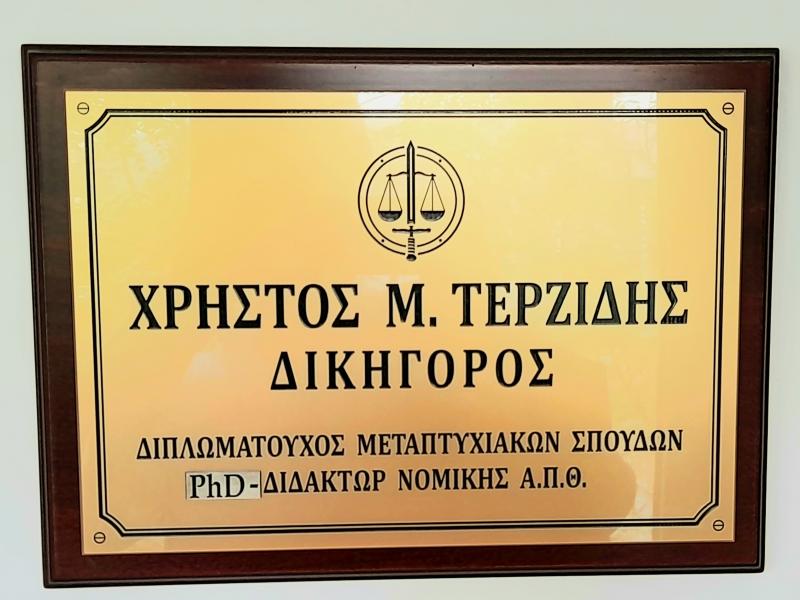 ΧΡΗΣΤΟΣ Μ. ΤΕΡΖΙΔΗΣ
ΔΙΚΗΓΟΡΟΣ
ΔΙΠΛΩΜΑΤΟΥΧΟΣ ΜΕΤΑΠΤΥΧΙΑΚΩΝ ΣΠΟΥΔΩΝ
PhD-ΔΙΔΑΚΤΩΡ ΝΟΜΙΚΗΣ Α.Π.Θ.